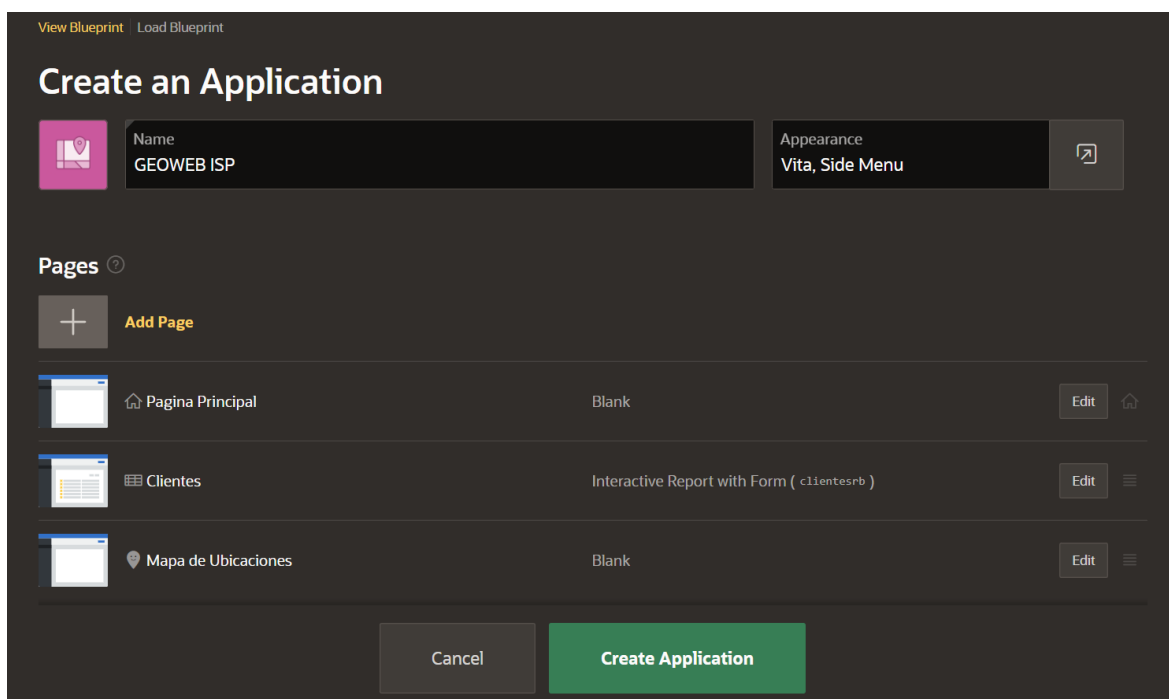 View Blueprint Load Blueprint
Create an Application
Name
GEOWEB ISP
Appearance
Vita, Side Menu
Pages
Add Page
Pagina Principal Blank Edit
Clientes Interactive Report with Form ( clientesrb ) Edit
Mapa de Ubicaciones Blank Edit
Cancel Create Application